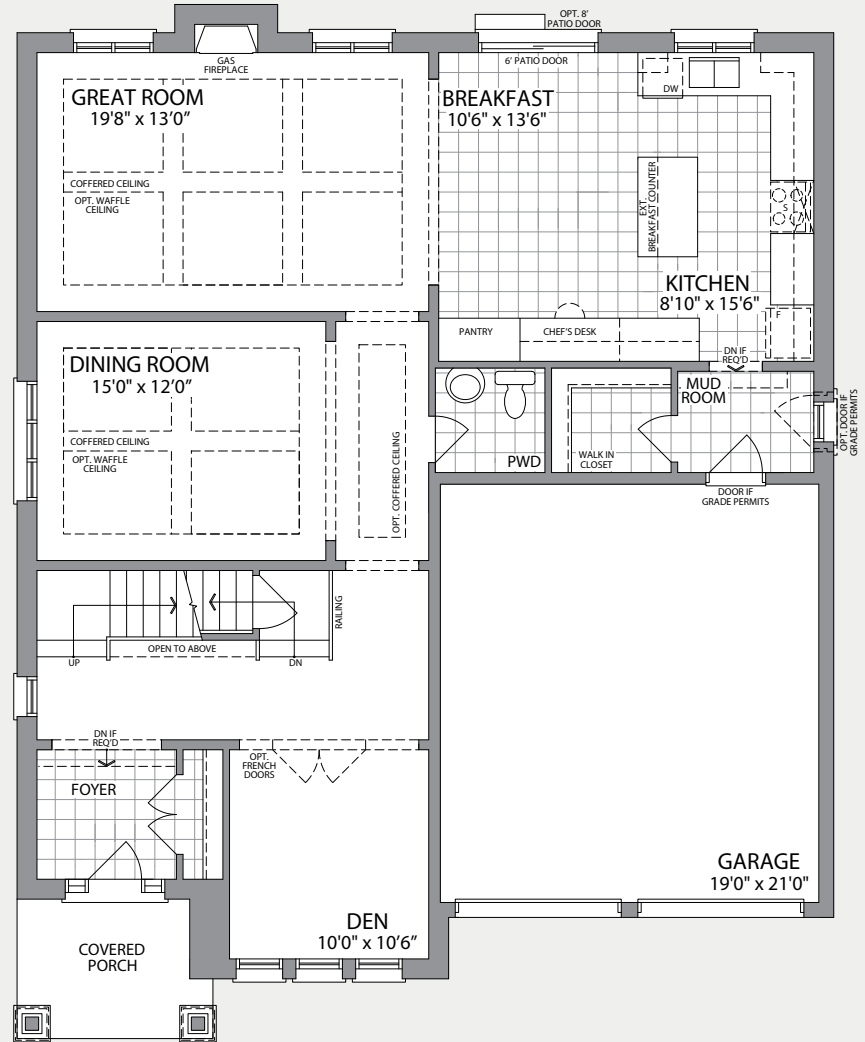 OPT. 8'
PATIO DOOR
GAS
FIREPLACE
6' PATIO DOOR
GREAT ROOM
19'8" x 13'0"
COFFERED CEILING
OPT. WAFFLE
CEILING
BREAKFAST
10'6" x 13'6"
DW
EXT.
BREAKFAST COUNTER
S
KITCHEN
8'10" x 15'6"
F
PANTRY
CHEF'S DESK
DN IF
REQ'D
DINING ROOM
15'0" x 12'0"
COFFERED CEILING
OPT. WAFFLE
CEILING
OPT. COFFERED CEILING
PWD
WALK IN
CLOSET
MUD
ROOM
OPT. DOOR IF
GRADE PERMITS
DOOR IF
GRADE PERMITS
RAILING
OPEN TO ABOVE
UP
DN
DN IF
REQ'D
FOYER
OPT.
FRENCH
DOORS
GARAGE
19'0" x 21'0"
DEN
10'0" x 10'6"
COVERED
PORCH